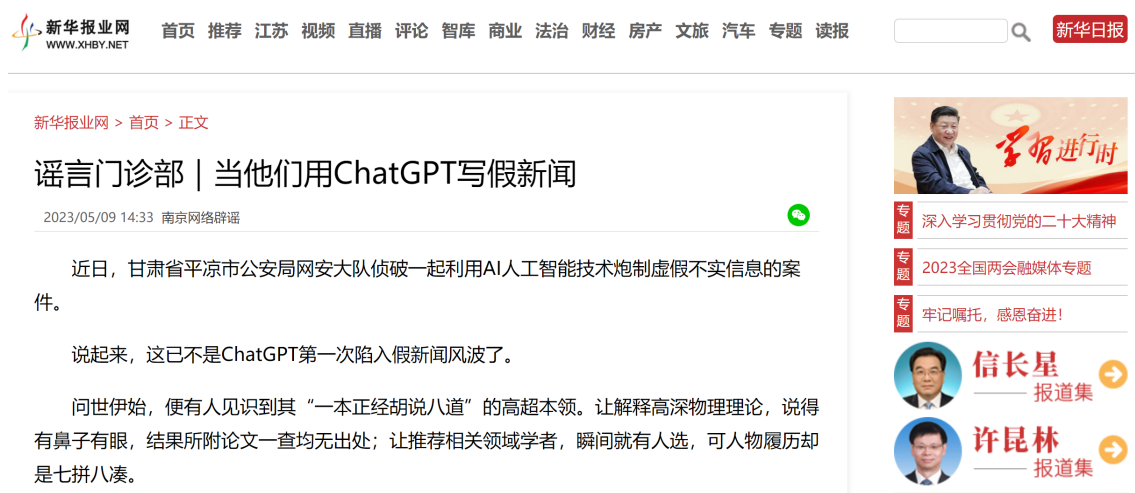 新华报业网
WWW.XHBY.NET
首页 推荐 江苏 视频 直播 评论 智库 商业 法治 财经 房产 文旅 汽车 专题 读报
新华日报
新华报业网 > 首页 > 正文
谣言门诊部｜当他们用ChatGPT写假新闻
2023/05/09 14:33 南京网络辟谣
近日，甘肃省平凉市公安局网安大队侦破一起利用AI人工智能技术炮制虚假不实信息的案
件。
说起来，这已不是ChatGPT第一次陷入假新闻风波了。
问世伊始，便有人见识到其“一本正经胡说八道”的高超本领。让解释高深物理理论，说得
有鼻子有眼，结果所附论文一查均无出处；让推荐相关领域学者，瞬间就有人选，可人物履历却
是七拼八凑。
学习进行时
专题 深入学习贯彻党的二十大精神
专题 2023全国两会融媒体专题
专题 牢记嘱托，感恩奋进！
信长星
报道集
许昆林
报道集